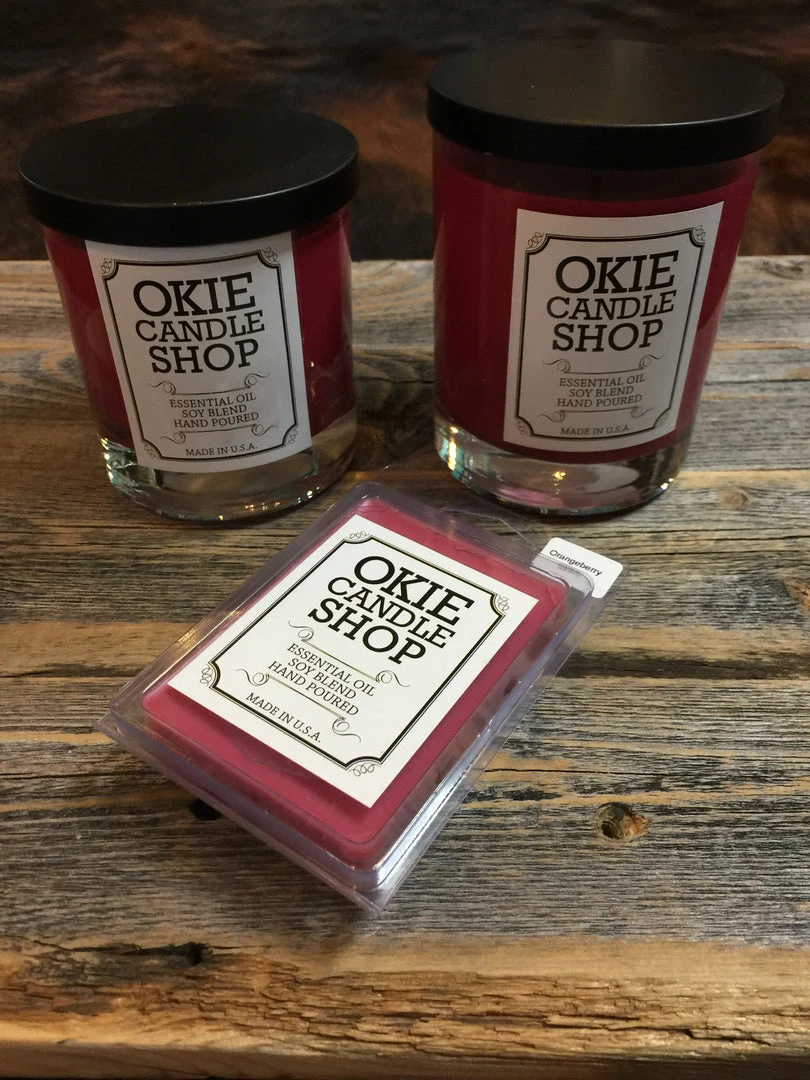 OKIE
CANDLE
SHOP
ESSENTIAL OIL
SOY BLEND
HAND POURED
MADE IN U.S.A.
OKIE
CANDLE
SHOP
ESSENTIAL OIL
SOY BLEND
HAND POURED
MADE IN U.S.A.
Orangeberry
OKIE
CANDLE
SHOP
ESSENTIAL OIL
SOY BLEND
HAND POURED
MADE IN U.S.A.